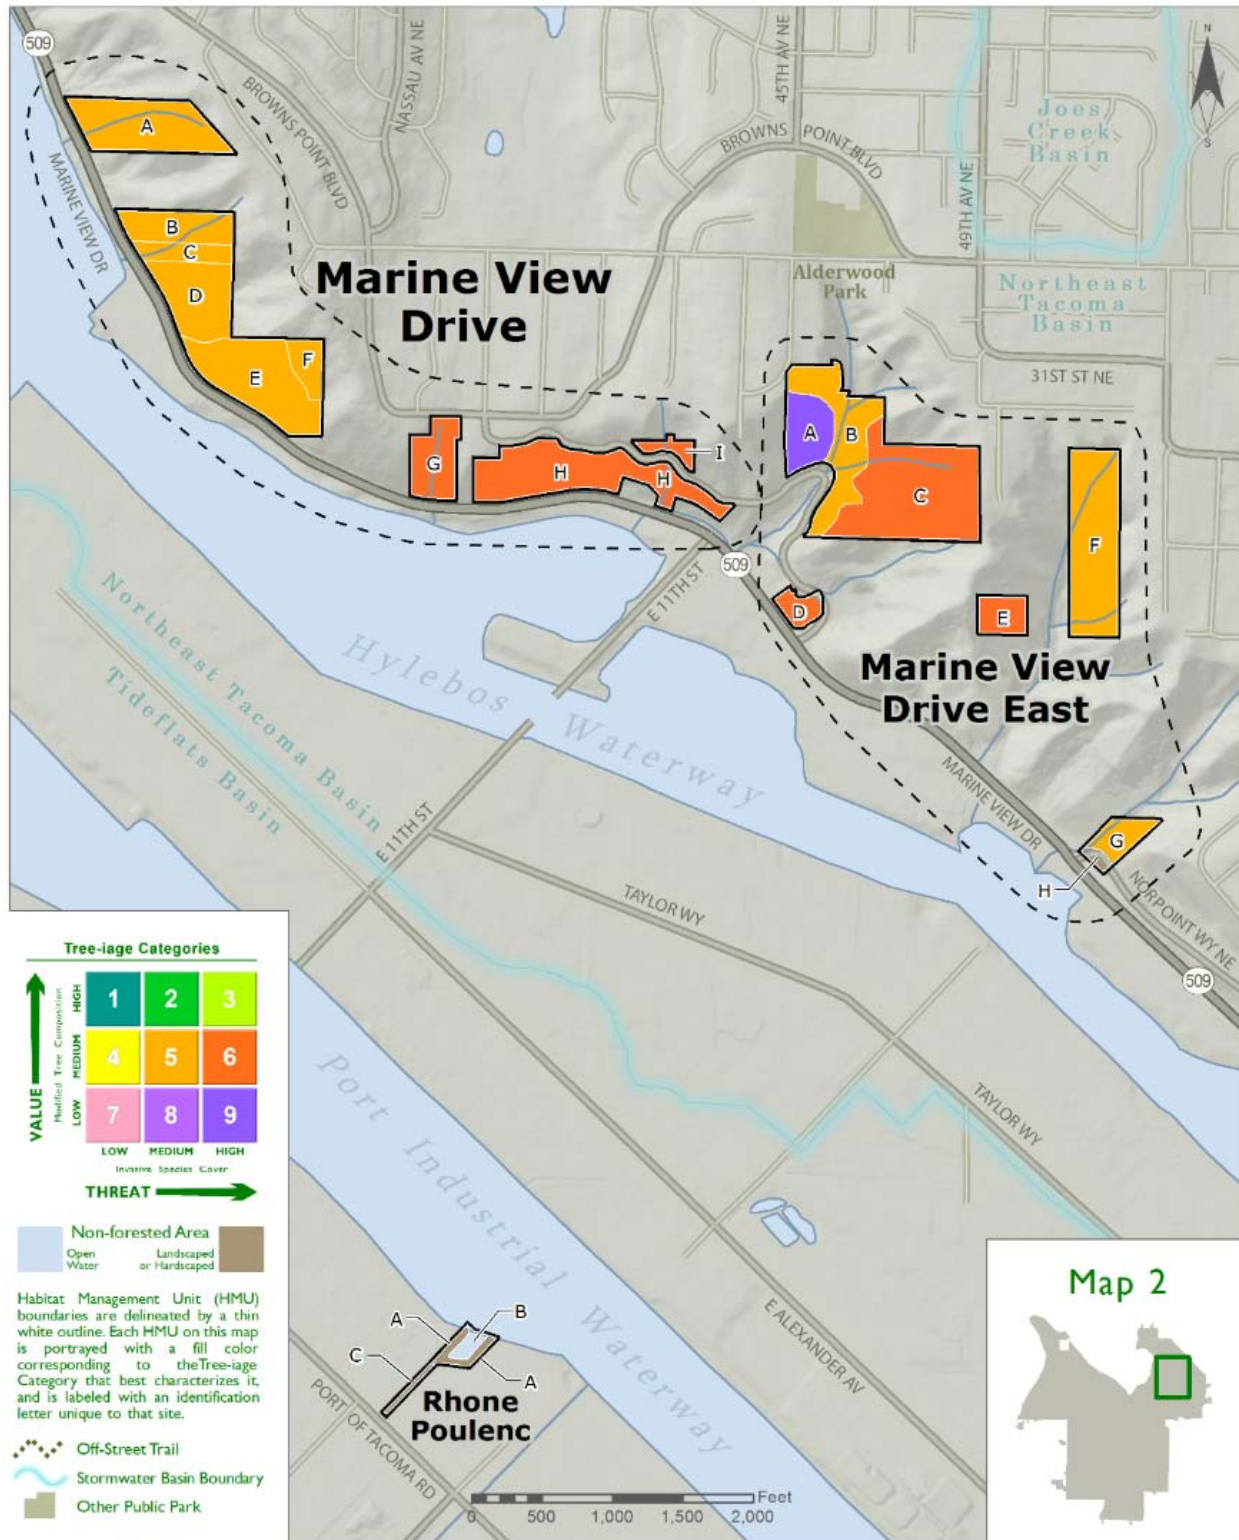 509
BROWNS POINT BLVD
NASSAU AV NE
45TH AV NE
BROWNS POINT BLVD
49TH AV NE
Joes
Creek
Basin
N
S
A
MARINE VIEW DR
B
C
D
E
F
Marine View
Drive
Alderwood
Park
Northeast
Tacoma
Basin
31ST ST NE
G
H
H
I
A
B
C
D
E
F
509
E 11TH ST
Marine View
Drive East
Northeast Tacoma Basin
Tideflats Basin
Hylebos Waterway
E 11TH ST
MARINE VIEW DR
G
H
NORPOINT WY NE
509
TAYLOR WY
TAYLOR WY
Port Industrial Waterway
E ALEXANDER AV
A
B
C
A
Rhone
Poulenc
PORT OF TACOMA RD
Tree-iage Categories
VALUE
Modified Tree Composition
HIGH
MEDIUM
LOW
1 2 3
4 5 6
7 8 9
LOW MEDIUM HIGH
Invasive Species Cover
THREAT
Non-forested Area
Open
Water
Landscaped
or Hardscaped
Habitat Management Unit (HMU)
boundaries are delineated by a thin
white outline. Each HMU on this map
is portrayed with a fill color
corresponding to theTree-iage
Category that best characterizes it,
and is labeled with an identification
letter unique to that site.
Off-Street Trail
Stormwater Basin Boundary
Other Public Park
Feet
0 500 1,000 1,500 2,000
Map 2